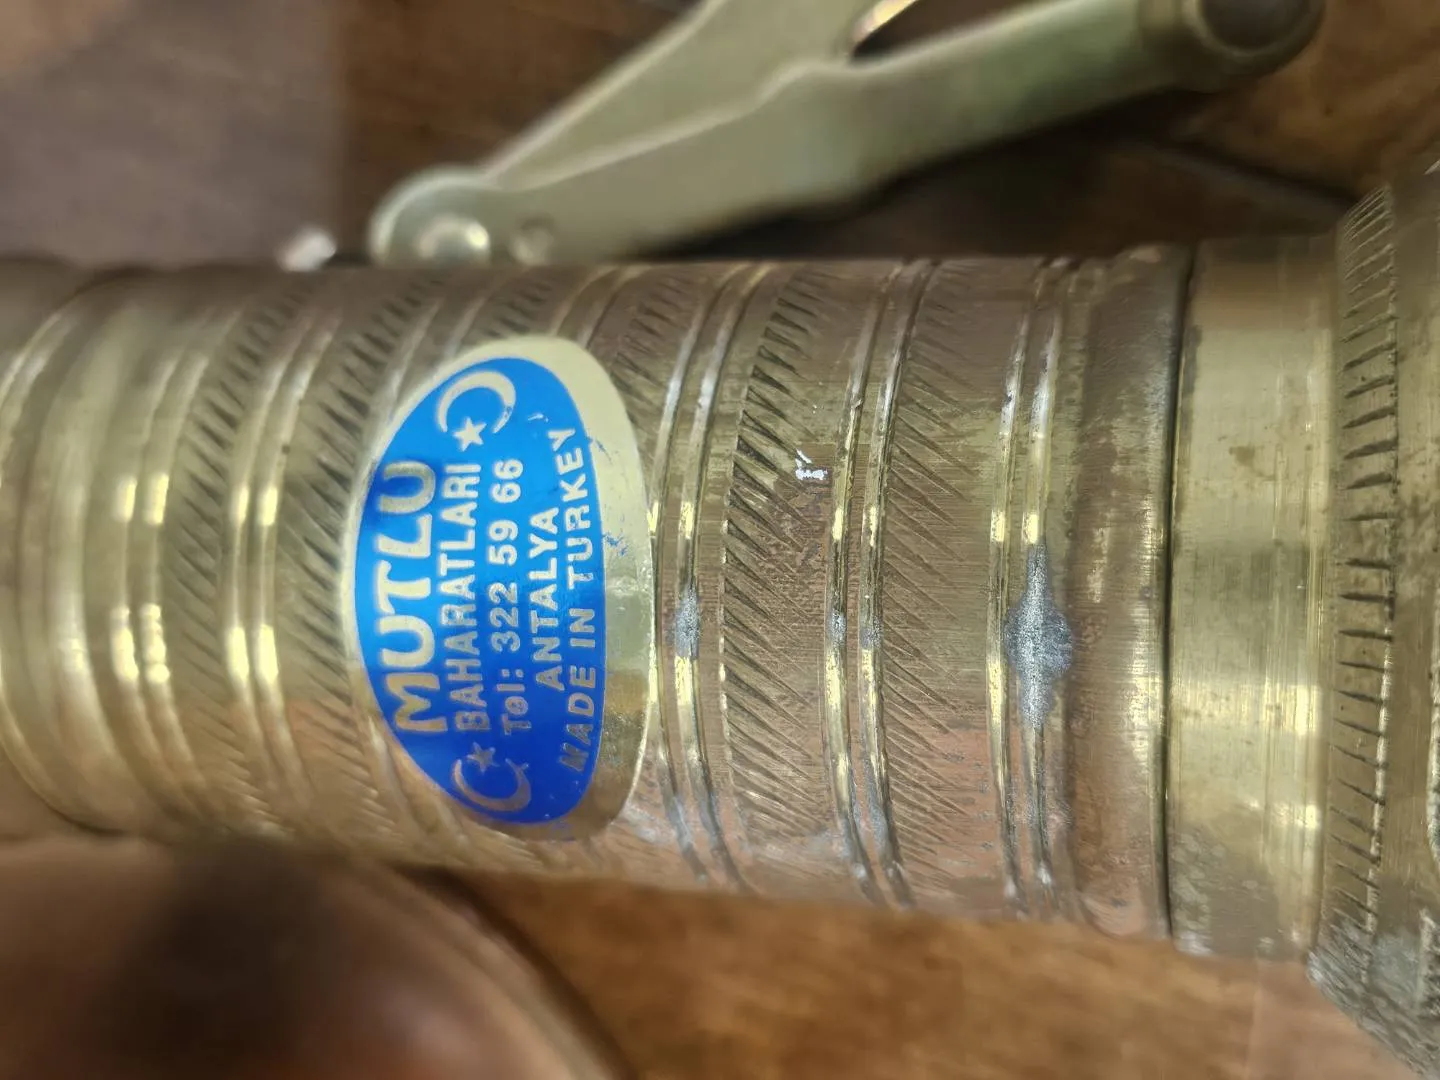 MUTLU
BAHARATLARI
Tel: 322 59 66
ANTALYA
MADE IN TURKEY